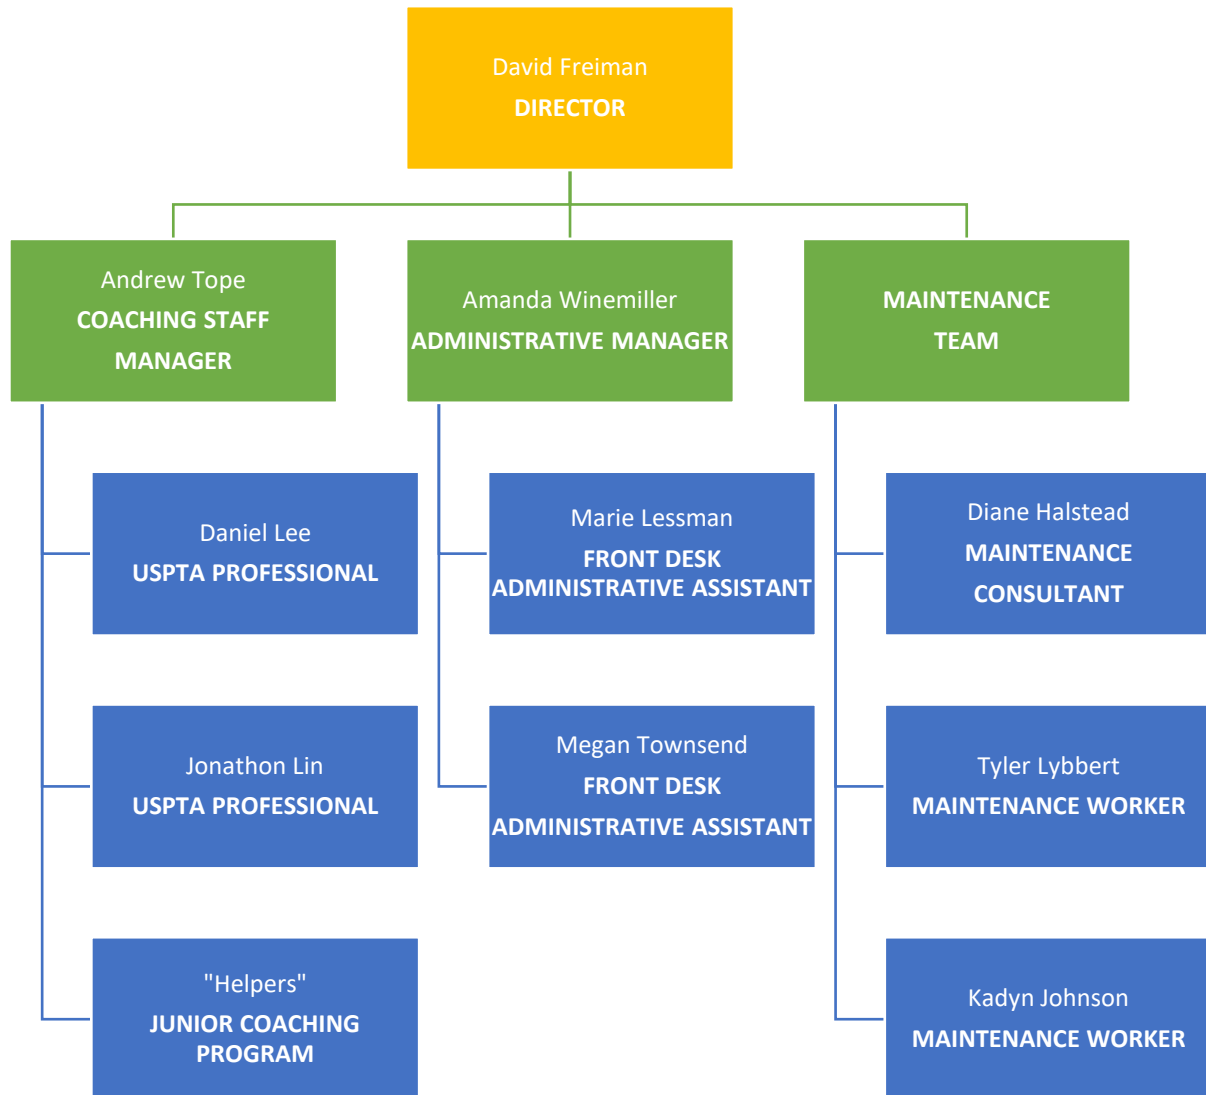 David Freiman
DIRECTOR
Andrew Tope
COACHING STAFF
MANAGER
Amanda Winemiller
ADMINISTRATIVE MANAGER
MAINTENANCE
TEAM
Daniel Lee
USPTA PROFESSIONAL
Marie Lessman
FRONT DESK
ADMINISTRATIVE ASSISTANT
Diane Halstead
MAINTENANCE
CONSULTANT
Jonathon Lin
USPTA PROFESSIONAL
Megan Townsend
FRONT DESK
ADMINISTRATIVE ASSISTANT
Tyler Lybbert
MAINTENANCE WORKER
"Helpers"
JUNIOR COACHING
PROGRAM
Kadyn Johnson
MAINTENANCE WORKER